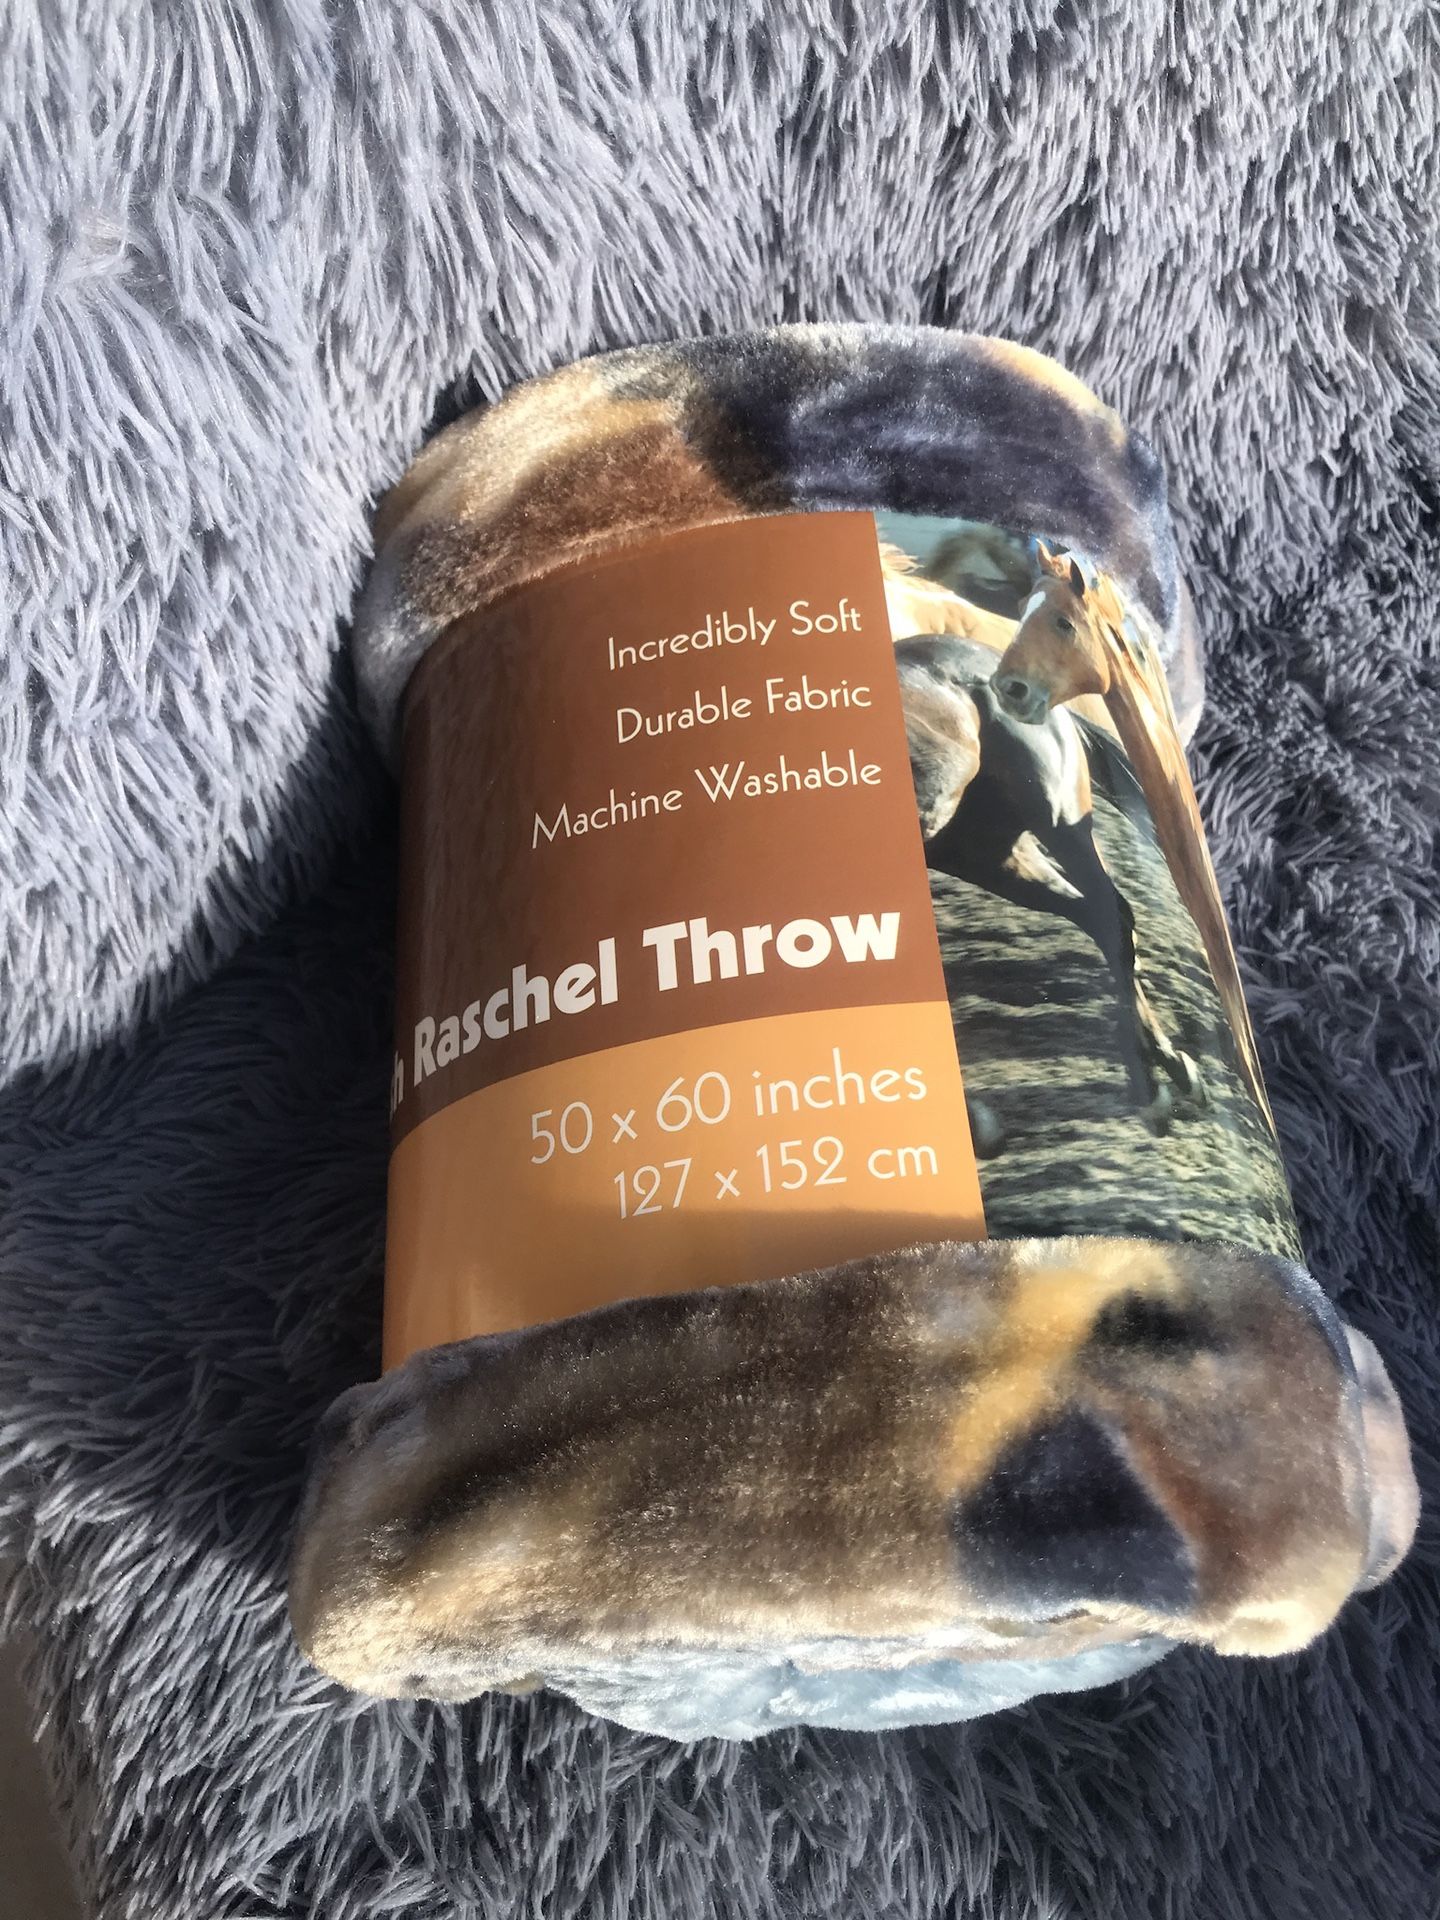 Incredibly Soft
Durable Fabric
Machine Washable
Raschel Throw
50 x 60 inches
127 x 152 cm